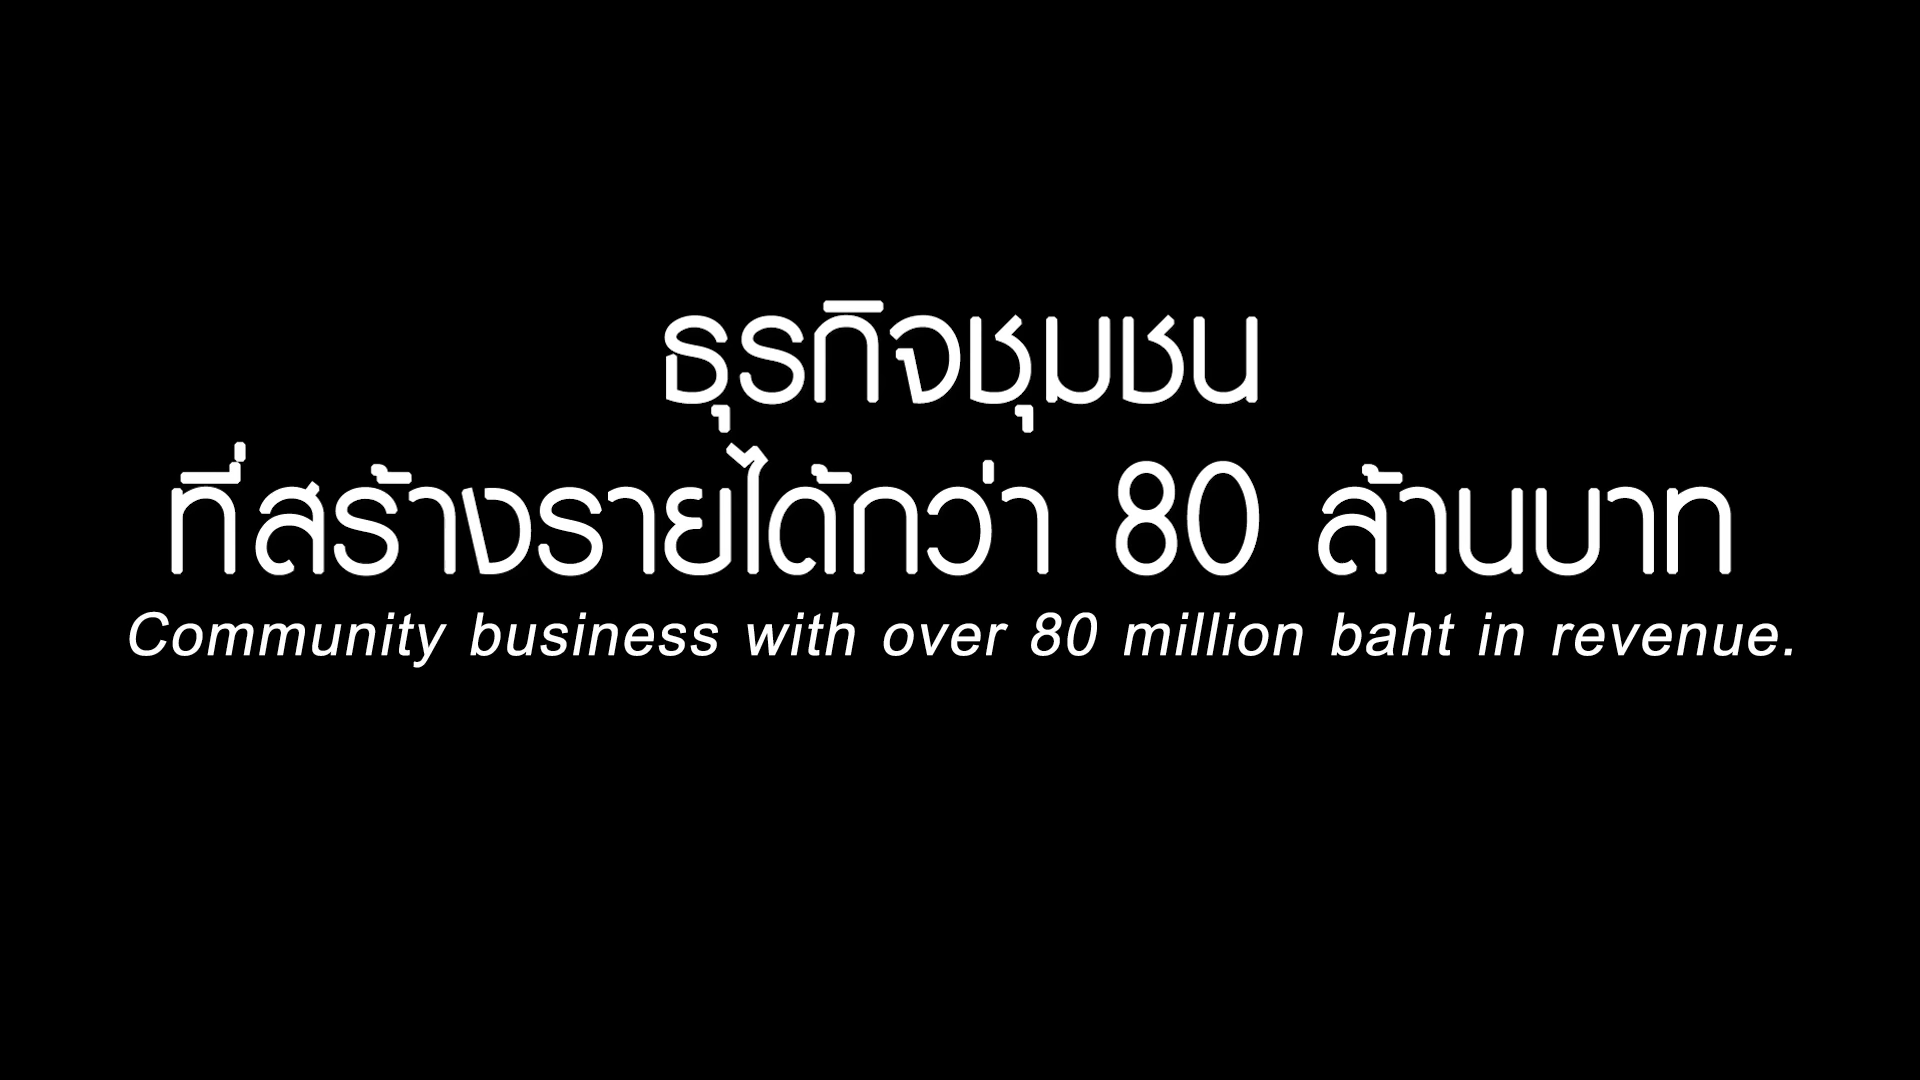 ธุรกิจชุมชน
ที่สร้างรายได้กว่า 80 ล้านบาท
Community business with over 80 million baht in revenue.